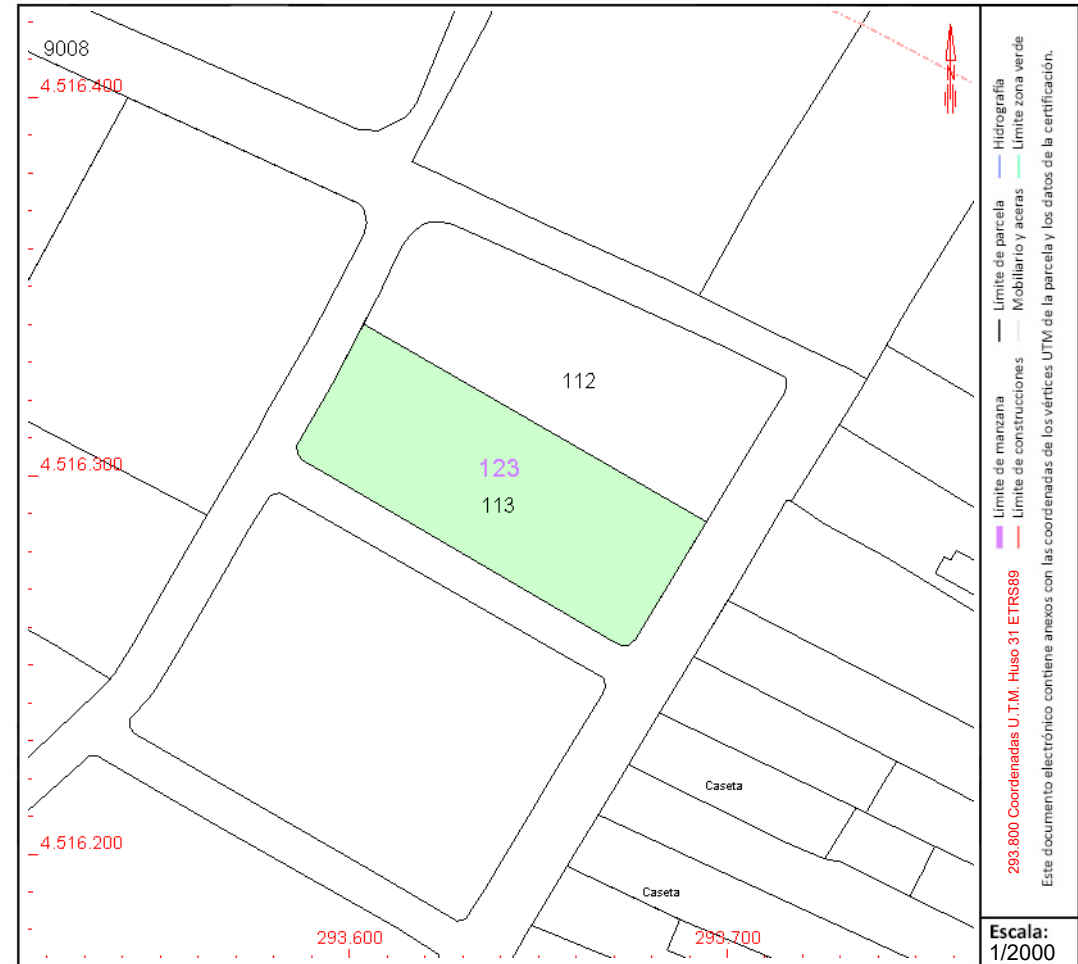 9008
4.516.400
N
112
4.516.300
123
113
Caseta
4.516.200
Caseta
293.600
293.700
Límite de manzana
Límite de parcela
Hidrografía
Límite de construcciones
Mobiliario y aceras
Límite zona verde
293.800 Coordenadas U.T.M. Huso 31 ETRS89
Este documento electrónico contiene anexos con las coordenadas de los vértices UTM de la parcela y los datos de la certificación.
Escala:
1/2000